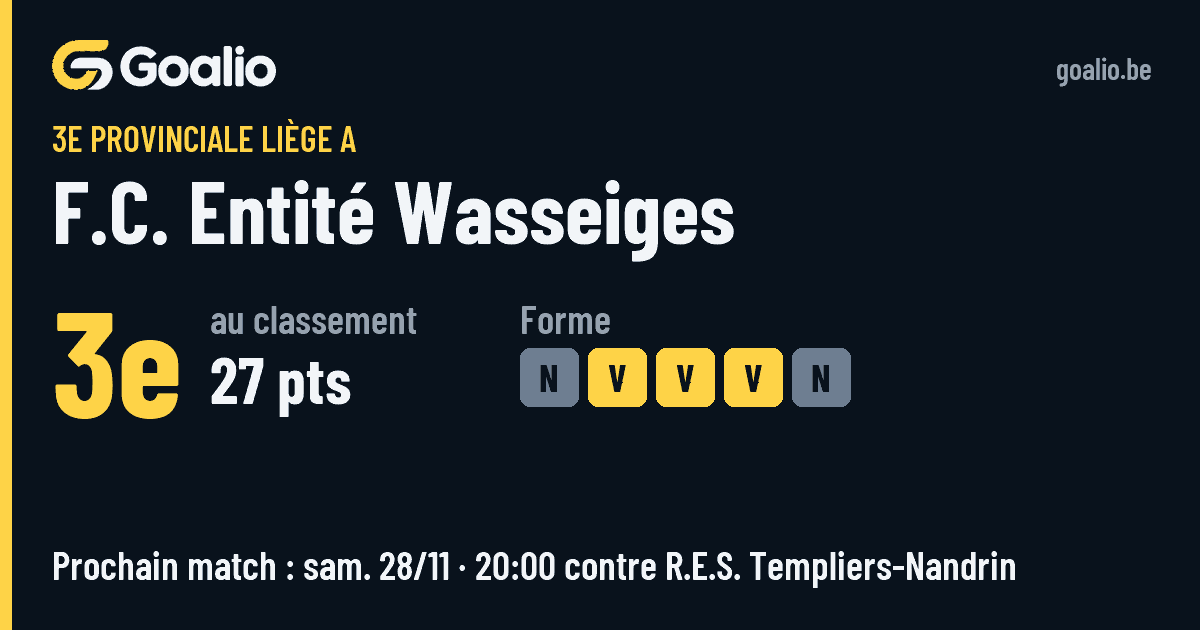 Goalio
goalio.be
3E PROVINCIALE LIÈGE A
F.C. Entité Wasseiges
3e
au classement
27 pts
Forme
N V V V N
Prochain match : sam. 28/11 · 20:00 contre R.E.S. Templiers-Nandrin